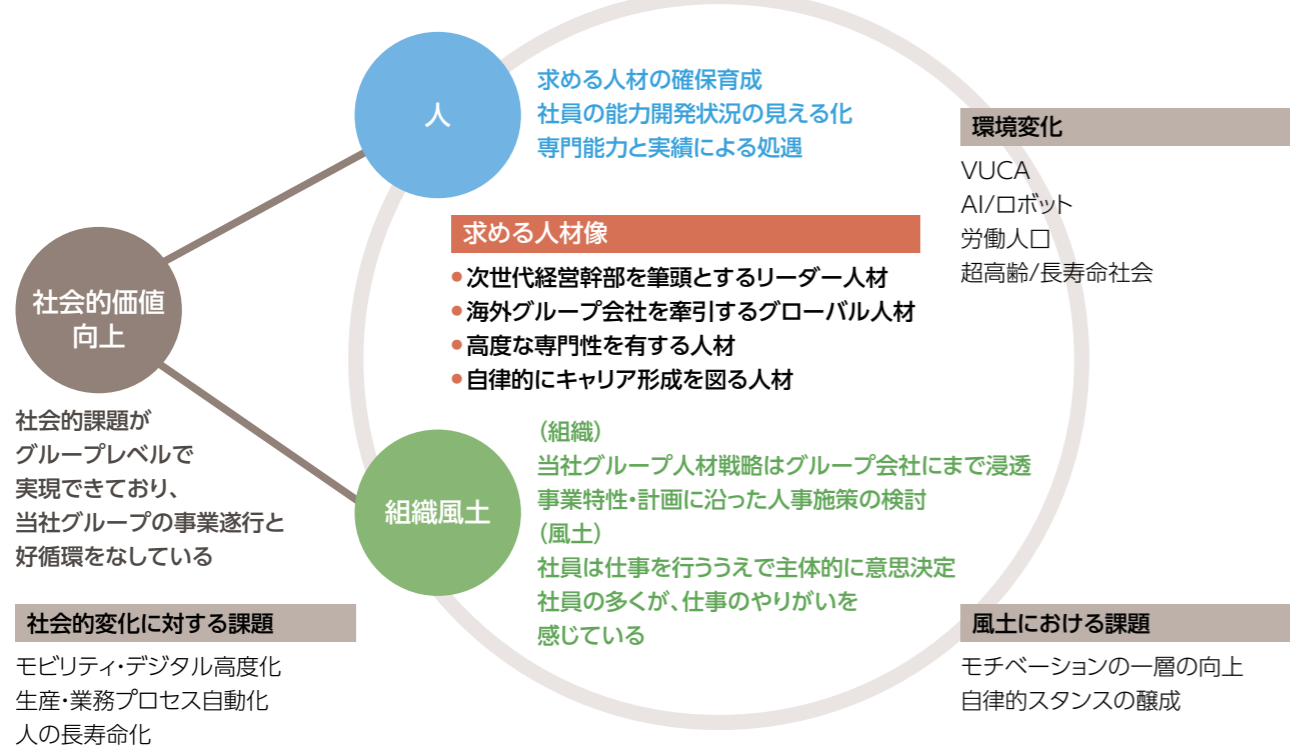 人
求める人材の確保育成
社員の能力開発状況の見える化
専門能力と実績による処遇
環境変化
VUCA
AI/ロボット
労働人口
超高齢/長寿命社会
求める人材像
●次世代経営幹部を筆頭とするリーダー人材
●海外グループ会社を牽引するグローバル人材
●高度な専門性を有する人材
●自律的にキャリア形成を図る人材
社会的価値
向上
社会的課題が
グループレベルで
実現できており、
当社グループの事業遂行と
好循環をなしている
組織風土
（組織）
当社グループ人材戦略はグループ会社にまで浸透
事業特性・計画に沿った人事施策の検討
（風土）
社員は仕事を行ううえで主体的に意思決定
社員の多くが、仕事のやりがいを
感じている
社会的変化に対する課題
モビリティ・デジタル高度化
生産・業務プロセス自動化
人の長寿命化
風土における課題
モチベーションの一層の向上
自律的スタンスの醸成